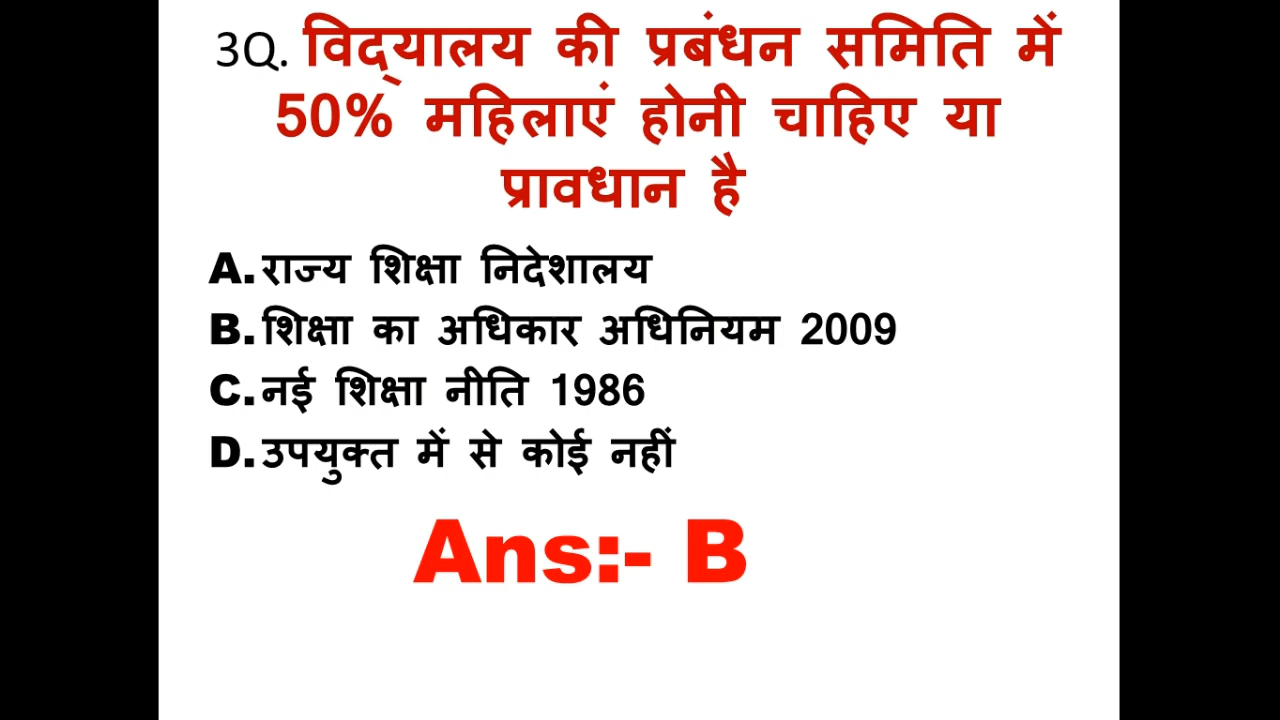 3Q. विद्यालय की प्रबंधन समिति में
50% महिलाएं होनी चाहिए या
प्रावधान है
A. राज्य शिक्षा निदेशालय
B. शिक्षा का अधिकार अधिनियम 2009
C. नई शिक्षा नीति 1986
D. उपयुक्त में से कोई नहीं
Ans:- B